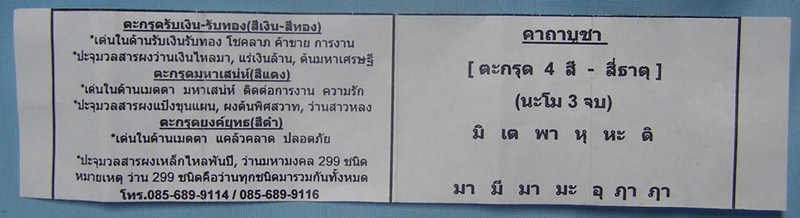 ตะกรุดรับเงิน-รับทอง(สีเงิน-สีทอง)
*เด่นในด้านรับเงินรับทอง โชคลาภ ค้าขาย การงาน
*ปะจุมวลสารผงว่านเงินไหลมา, แร่เงินล้าน, ต้นมหาเศรษฐี
ตะกรุดมหาเสน่ห์(สีแดง)
*เด่นในด้านเมตตา มหาเสน่ห์ ติดต่อการงาน ความรัก
*ปะจุมวลสารผงแป้งขุนแผน, ผงต้นพิศสวาท, ว่านสาวหลง
ตะกรุดยงค์ยุทธ(สีดำ)
*เด่นในด้านเมตตา แคล้วคลาด ปลอดภัย
*ปะจุมวลสารผงเหล็กไหลพันปี, ว่านมหามงคล 299 ชนิด
หมายเหตุ ว่าน 299 ชนิดคือว่านทุกชนิดมารวมกันทั้งหมด
โทร.085-689-9114 / 085-689-9116
คาถาบูชา
[ ตะกรุด 4 สี - สี่ธาตุ ]
(นะโม 3 จบ)
มิ เต พา หุ หะ ติ
มา มี มา มะ อุ ฦา ฦา